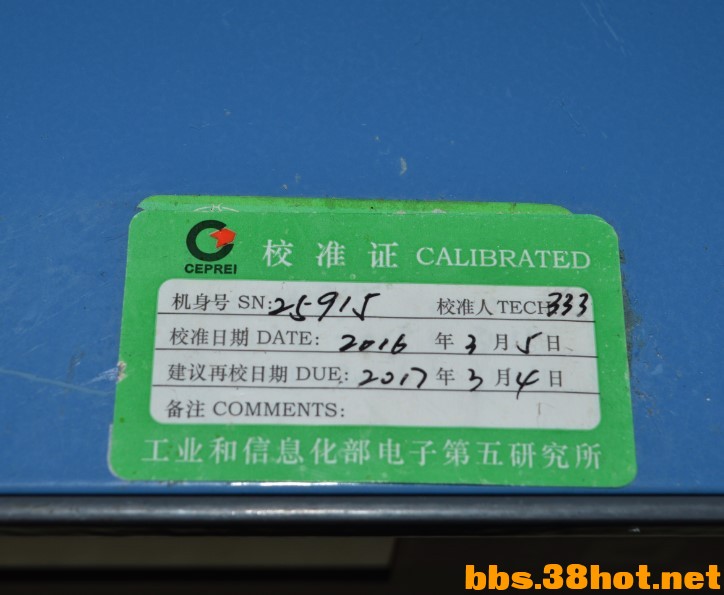 CEPREI
校准证 CALIBRATED
机身号 SN: 25915 校准人 TECH 333
校准日期 DATE: 2016 年 3 月 5 日
建议再校日期 DUE: 2017 年 3 月 4 日
备注 COMMENTS:
工业和信息化部电子第五研究所
bbs.38hot.net